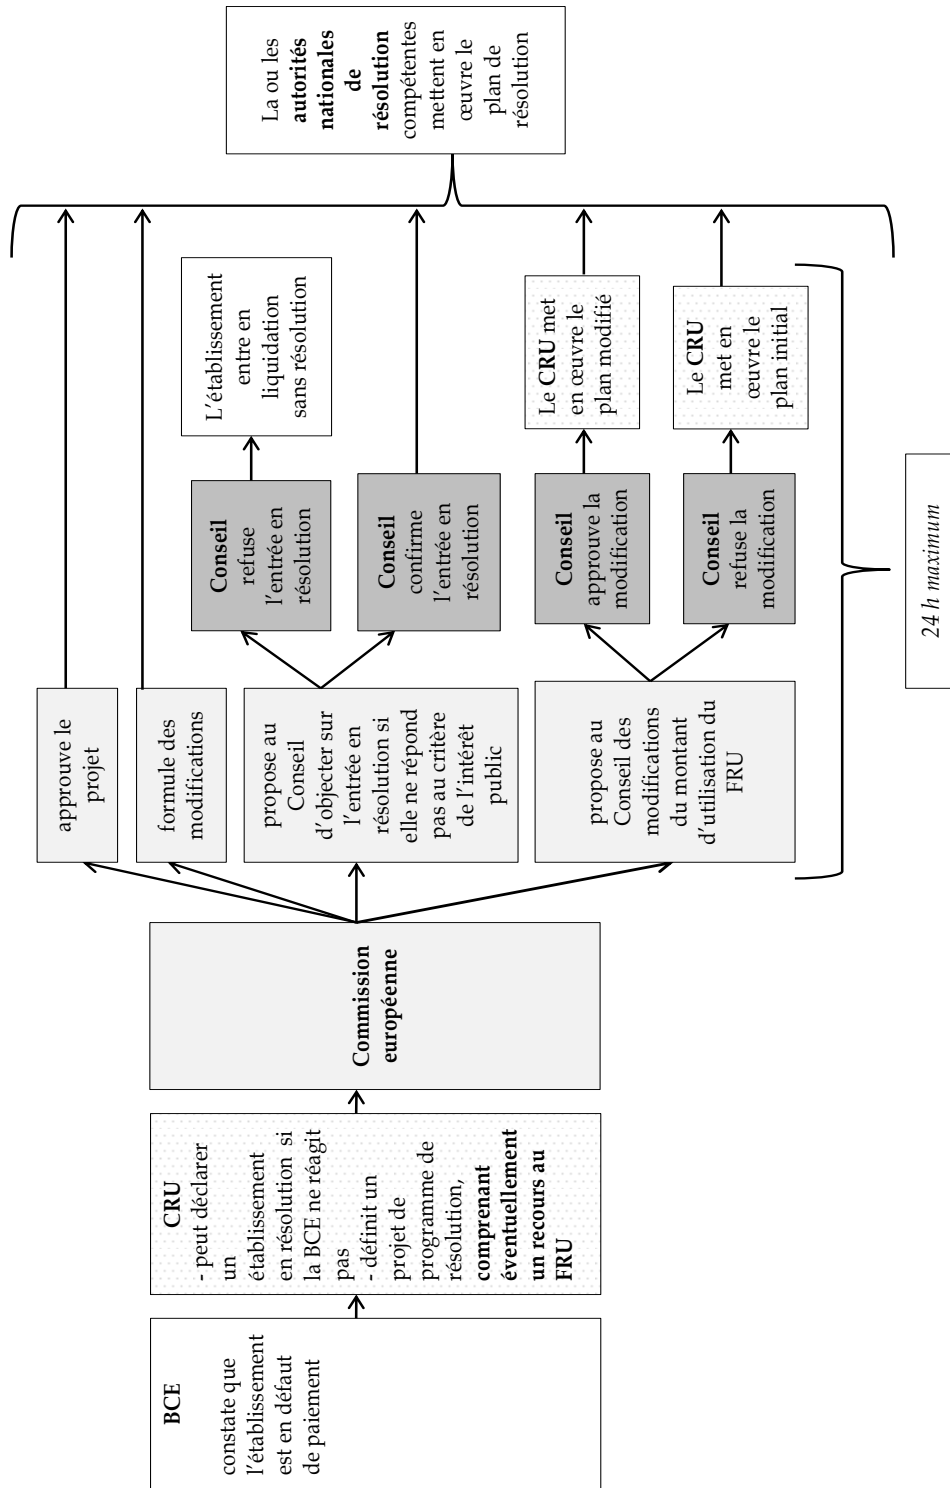 BCE
constate que
l'établissement
est en défaut
de paiement
CRU
- peut déclarer
un
établissement
en résolution si
la BCE ne réagit
pas
- définit un
projet de
programme de
résolution,
comprenant
éventuellement
un recours au
FRU
Commission
européenne
approuve le
projet
formule des
modifications
propose au
Conseil
d'objecter sur
l'entrée en
résolution si
elle ne répond
pas au critère
de l'intérêt
public
propose au
Conseil des
modifications
du montant
d'utilisation du
FRU
Conseil
refuse
l'entrée en
résolution
Conseil
confirme
l'entrée en
résolution
Conseil
approuve la
modification
Conseil
refuse la
modification
L'établissement
entre en
liquidation
sans résolution
Le CRU met
en œuvre le
plan modifié
Le CRU
met en
œuvre le
plan initial
La ou les
autorités
nationales
de
résolution
compétentes
mettent en
œuvre le
plan de
résolution
24 h maximum